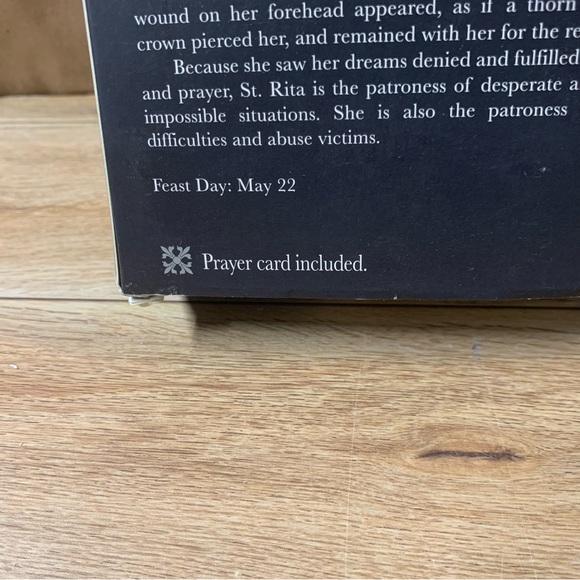 wound on her forehead appeared, as if a thorn
crown pierced her, and remained with her for the
Because she saw her dreams denied and fulfilled
and prayer, St. Rita is the patroness of desperate
impossible situations. She is also the patroness
difficulties and abuse victims.
Feast Day: May 22
Prayer card included.